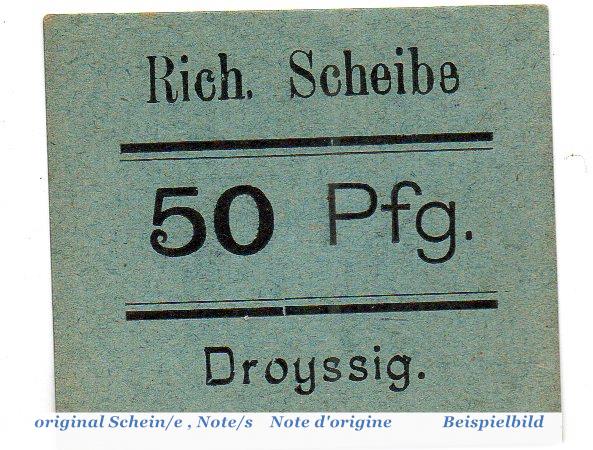 Rich. Scheibe
50 Pfg.
Droyssig.
original Schein/e , Note/s Note d'origine Beispielbild